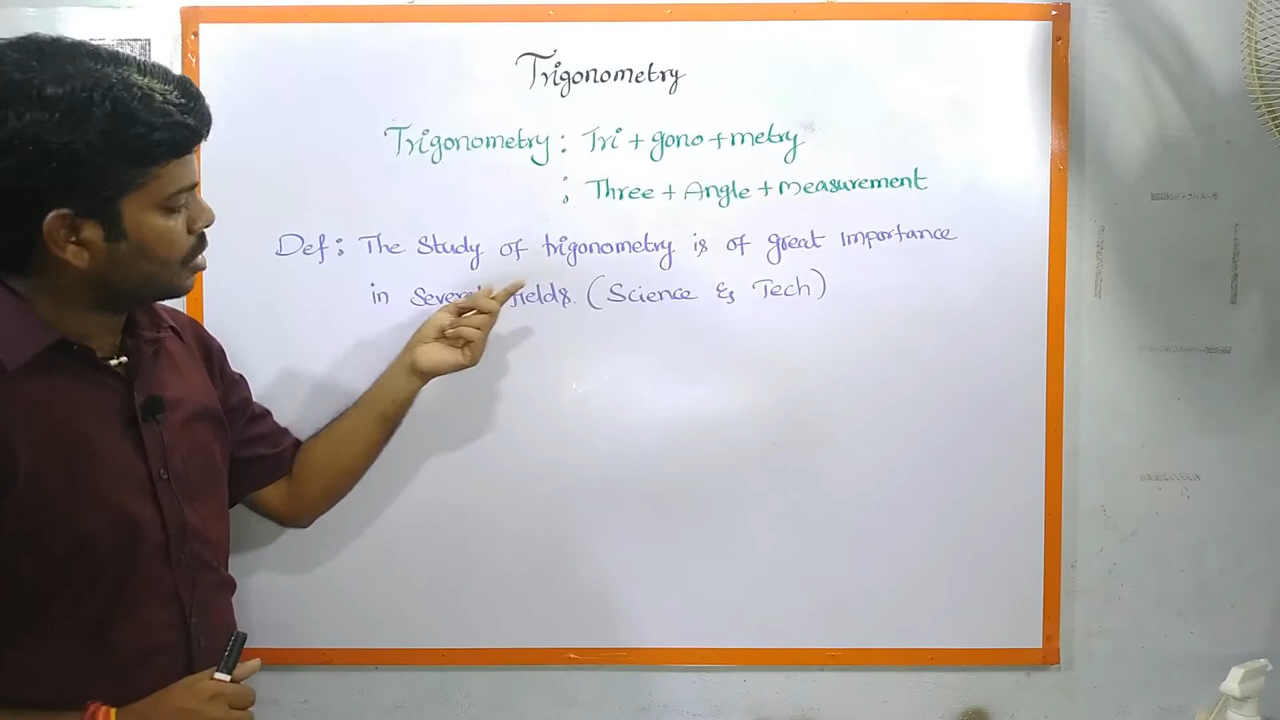 Trigonometry
Trigonometry : Tri + gono + metry
: Three + Angle + Measurement
Def : The Study of trigonometry is of great Importance
in fields. (Science & Tech)